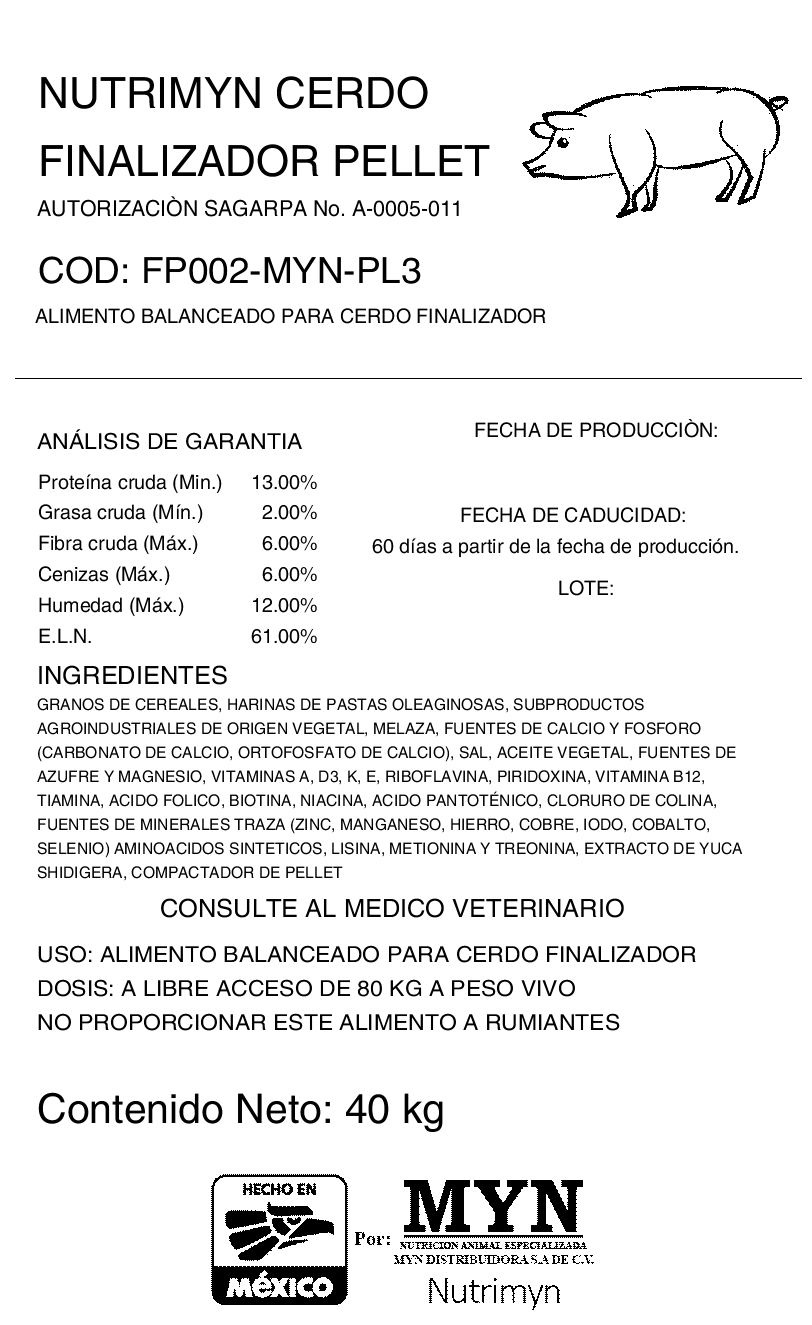 NUTRIMYN CERDO
FINALIZADOR PELLET
AUTORIZACIÒN SAGARPA No. A-0005-011
COD: FP002-MYN-PL3
ALIMENTO BALANCEADO PARA CERDO FINALIZADOR
ANÁLISIS DE GARANTIA
Proteína cruda (Min.) 13.00%
Grasa cruda (Mín.) 2.00%
Fibra cruda (Máx.) 6.00%
Cenizas (Máx.) 6.00%
Humedad (Máx.) 12.00%
E.L.N. 61.00%
FECHA DE PRODUCCIÒN:
FECHA DE CADUCIDAD:
60 días a partir de la fecha de producción.
LOTE:
INGREDIENTES
GRANOS DE CEREALES, HARINAS DE PASTAS OLEAGINOSAS, SUBPRODUCTOS
AGROINDUSTRIALES DE ORIGEN VEGETAL, MELAZA, FUENTES DE CALCIO Y FOSFORO
(CARBONATO DE CALCIO, ORTOFOSFATO DE CALCIO), SAL, ACEITE VEGETAL, FUENTES DE
AZUFRE Y MAGNESIO, VITAMINAS A, D3, K, E, RIBOFLAVINA, PIRIDOXINA, VITAMINA B12,
TIAMINA, ACIDO FOLICO, BIOTINA, NIACINA, ACIDO PANTOTÉNICO, CLORURO DE COLINA,
FUENTES DE MINERALES TRAZA (ZINC, MANGANESO, HIERRO, COBRE, IODO, COBALTO,
SELENIO) AMINOACIDOS SINTETICOS, LISINA, METIONINA Y TREONINA, EXTRACTO DE YUCA
SHIDIGERA, COMPACTADOR DE PELLET
CONSULTE AL MEDICO VETERINARIO
USO: ALIMENTO BALANCEADO PARA CERDO FINALIZADOR
DOSIS: A LIBRE ACCESO DE 80 KG A PESO VIVO
NO PROPORCIONAR ESTE ALIMENTO A RUMIANTES
Contenido Neto: 40 kg
HECHO EN
MéXICO
Por:
MYN
NUTRICION ANIMAL ESPECIALIZADA
MYN DISTRIBUIDORA S.A DE C.V.
Nutrimyn